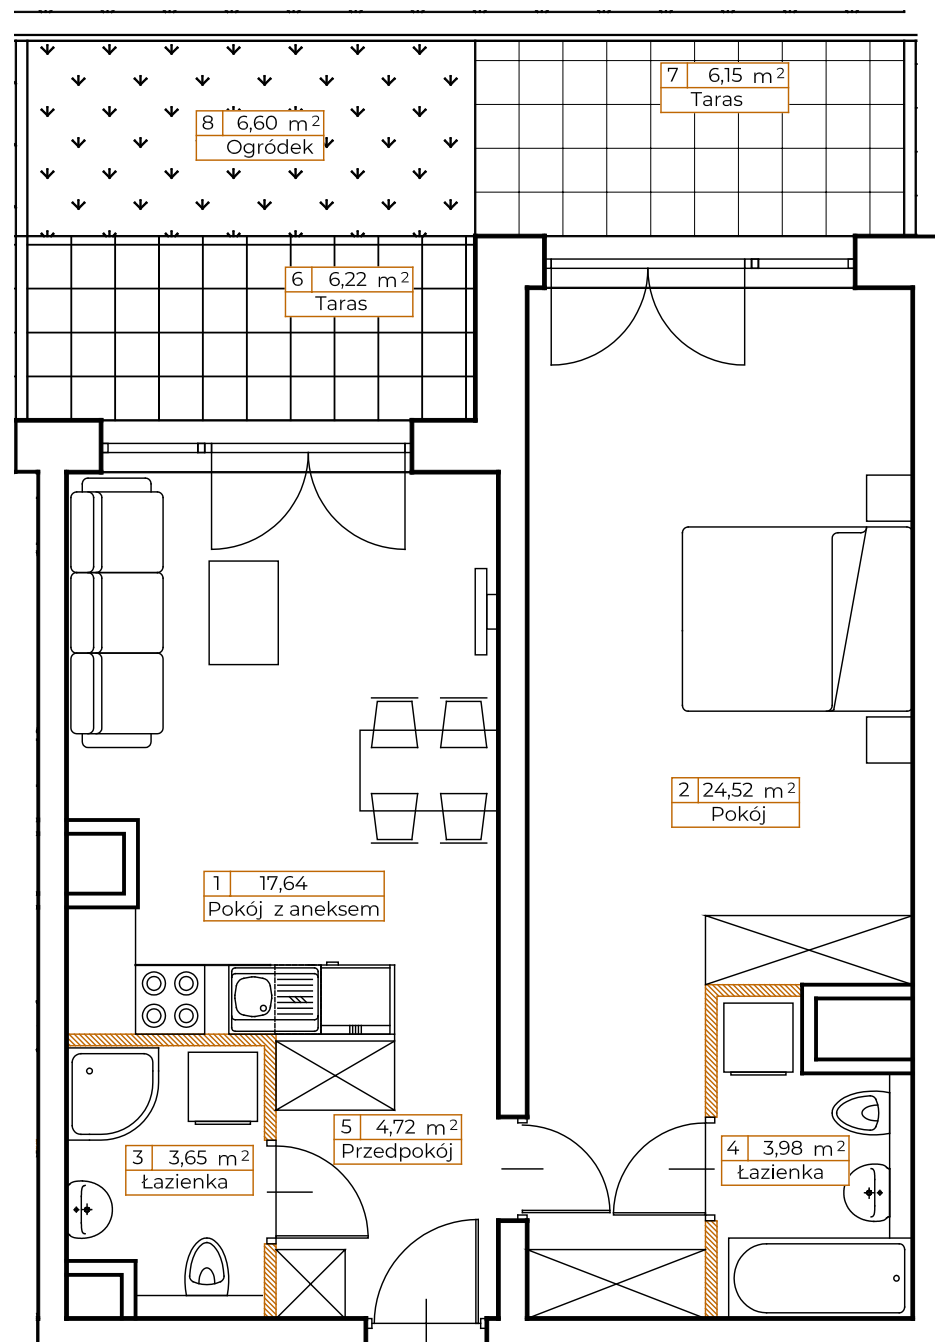 7 6,15 m²
Taras
8 6,60 m²
Ogródek
6 6,22 m²
Taras
2 24,52 m²
Pokój
1 17,64
Pokój z aneksem
5 4,72 m²
Przedpokój
3 3,65 m²
Łazienka
4 3,98 m²
Łazienka